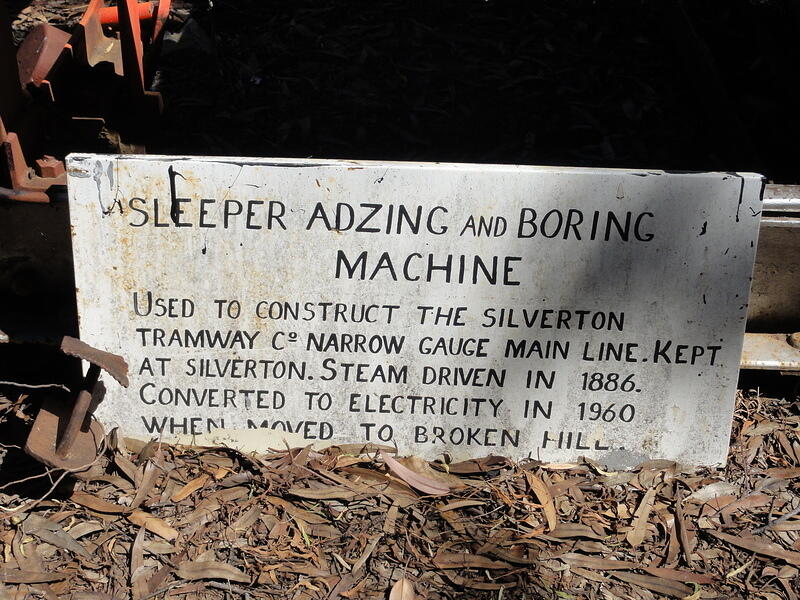 SLEEPER ADZING AND BORING
MACHINE
USED TO CONSTRUCT THE SILVERTON
TRAMWAY Cº NARROW GAUGE MAIN LINE. KEPT
AT SILVERTON. STEAM DRIVEN IN 1886.
CONVERTED TO ELECTRICITY IN 1960
WHEN MOVED TO BROKEN HILL